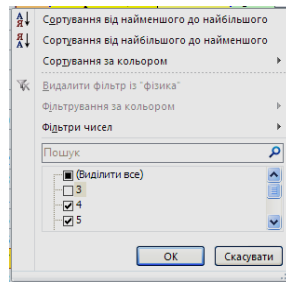 Сортування від найменшого до найбільшого
Сортування від найбільшого до найменшого
Сортування за кольором
Видалити фільтр із "фізика"
Фільтрування за кольором
Фільтри чисел
Пошук
(Виділити все)
3
4
5
ОК
Скасувати